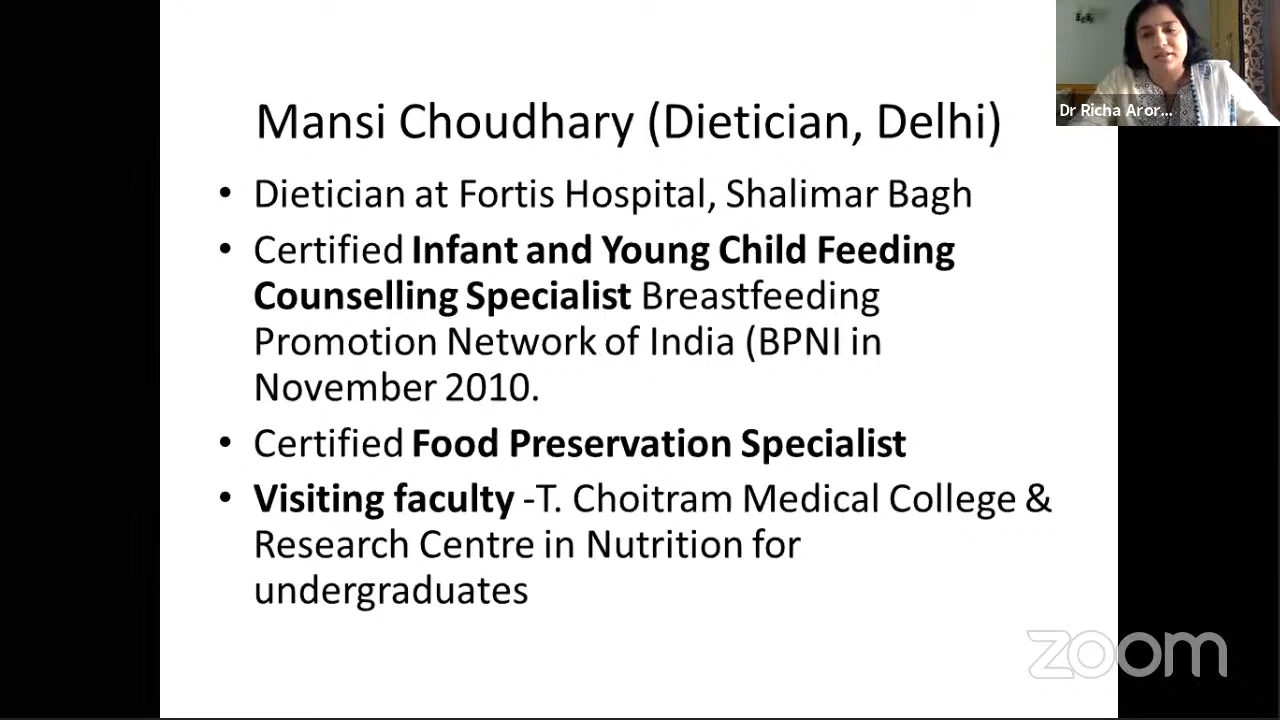 Dr Richa Aror...
Mansi Choudhary (Dietician, Delhi)
• Dietician at Fortis Hospital, Shalimar Bagh
• Certified Infant and Young Child Feeding
Counselling Specialist Breastfeeding
Promotion Network of India (BPNI in
November 2010.
• Certified Food Preservation Specialist
• Visiting faculty -T. Choitram Medical College &
Research Centre in Nutrition for
undergraduates
zoom